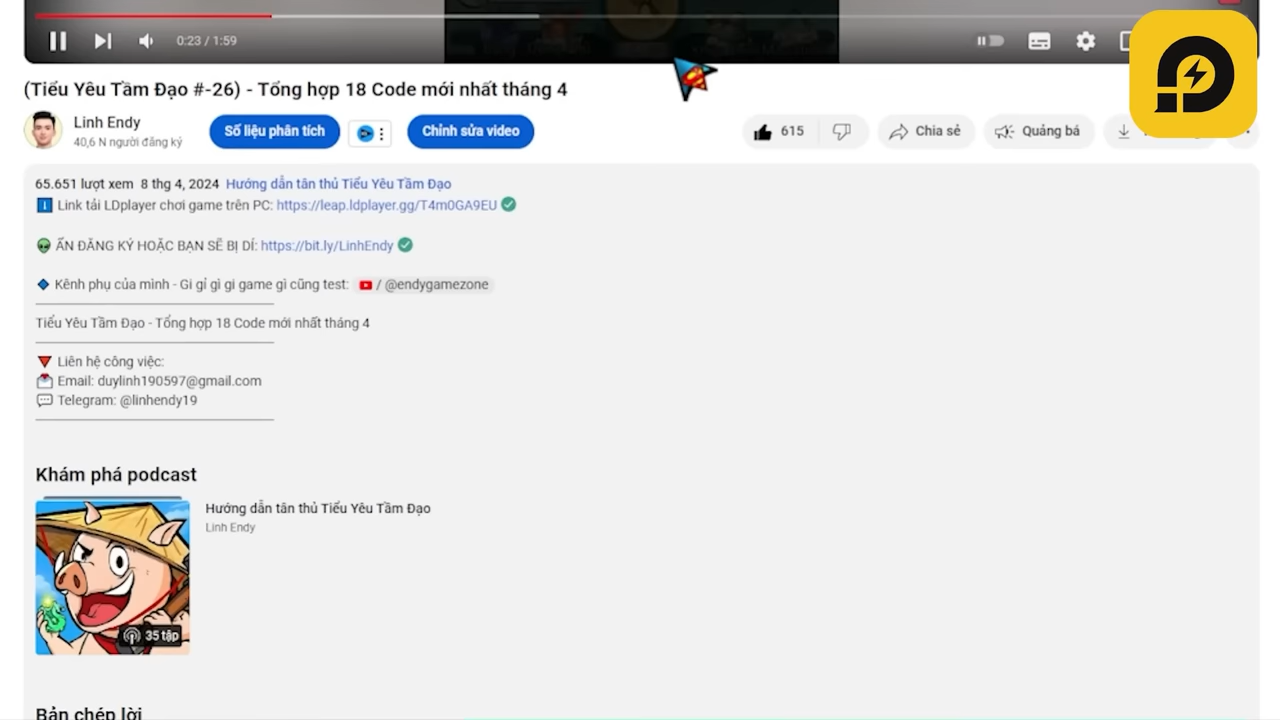 0:23 / 1:59
(Tiểu Yêu Tầm Đạo #-26) - Tổng hợp 18 Code mới nhất tháng 4
Linh Endy
40,6 N người đăng ký
Số liệu phân tích
Chỉnh sửa video
615
Chia sẻ
Quảng bá
65.651 lượt xem 8 thg 4, 2024 Hướng dẫn tân thủ Tiểu Yêu Tầm Đạo
Link tải LDplayer chơi game trên PC: https://leap.ldplayer.gg/T4m0GA9EU
ẤN ĐĂNG KÝ HOẶC BẠN SẼ BỊ DÍ: https://bit.ly/LinhEndy
Kênh phụ của mình - Gi gỉ gì gi game gì cũng test: / @endygamezone
Tiểu Yêu Tầm Đạo - Tổng hợp 18 Code mới nhất tháng 4
Liên hệ công việc:
Email: duylinh190597@gmail.com
Telegram: @linhendy19
Khám phá podcast
Hướng dẫn tân thủ Tiểu Yêu Tầm Đạo
Linh Endy
35 tập
Bản chép lời